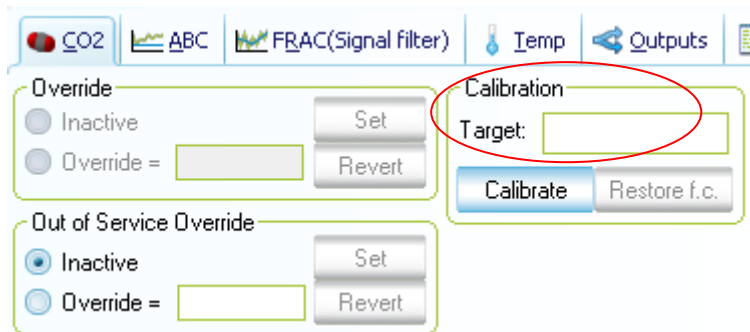 CO2 ABC FRAC(Signal filter) Temp Outputs
Override
Inactive Set
Override = Revert
Calibration
Target:
Calibrate Restore f.c.
Out of Service Override
Inactive Set
Override = Revert